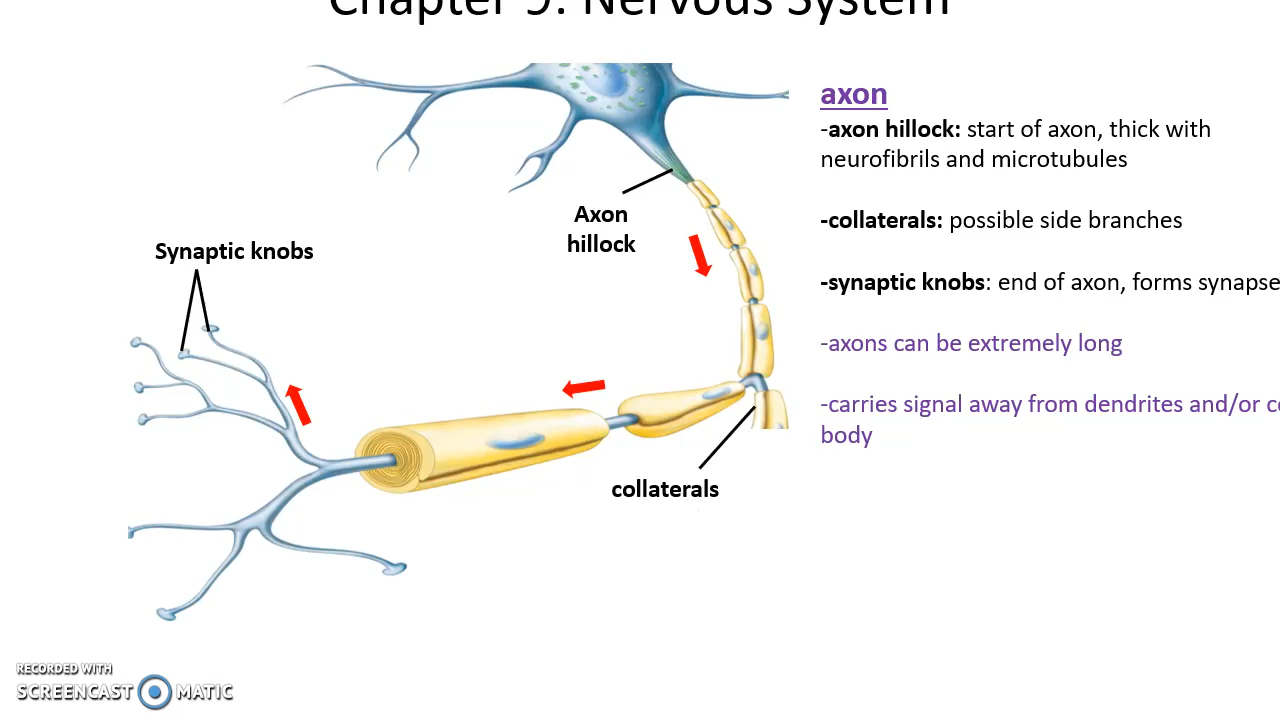 Chapter 9: Nervous System
axon
-axon hillock: start of axon, thick with
neurofibrils and microtubules
Axon
hillock
-collaterals: possible side branches
Synaptic knobs
-synaptic knobs: end of axon, forms synapse
-axons can be extremely long
-carries signal away from dendrites and/or
body
collaterals
RECORDED WITH
SCREENCAST MATIC